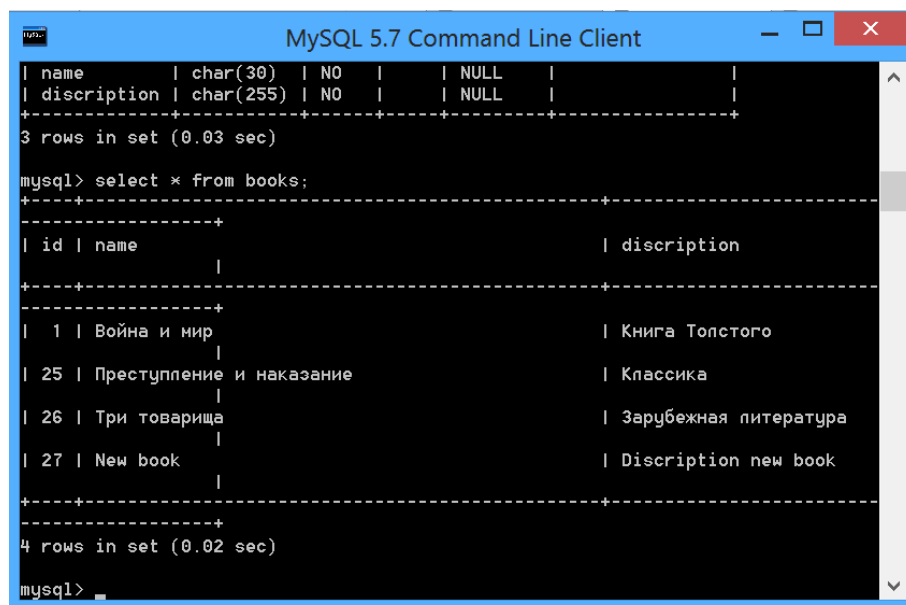 MySQL 5.7 Command Line Client
| name | char(30) | NO | | NULL | |
| discription | char(255) | NO | | NULL | |
+-------------+-----------+------+-----+---------+----------------+
3 rows in set (0.03 sec)
mysql> select * from books;
+----+--------------------------------------------------+--------------------------
-------------------+
| id | name | discription
|
+----+--------------------------------------------------+--------------------------
-------------------+
| 1 | Война и мир | Книга Толстого
|
| 25 | Преступление и наказание | Классика
|
| 26 | Три товарища | Зарубежная литература
|
| 27 | New book | Discription new book
|
+----+--------------------------------------------------+--------------------------
-------------------+
4 rows in set (0.02 sec)
mysql> _